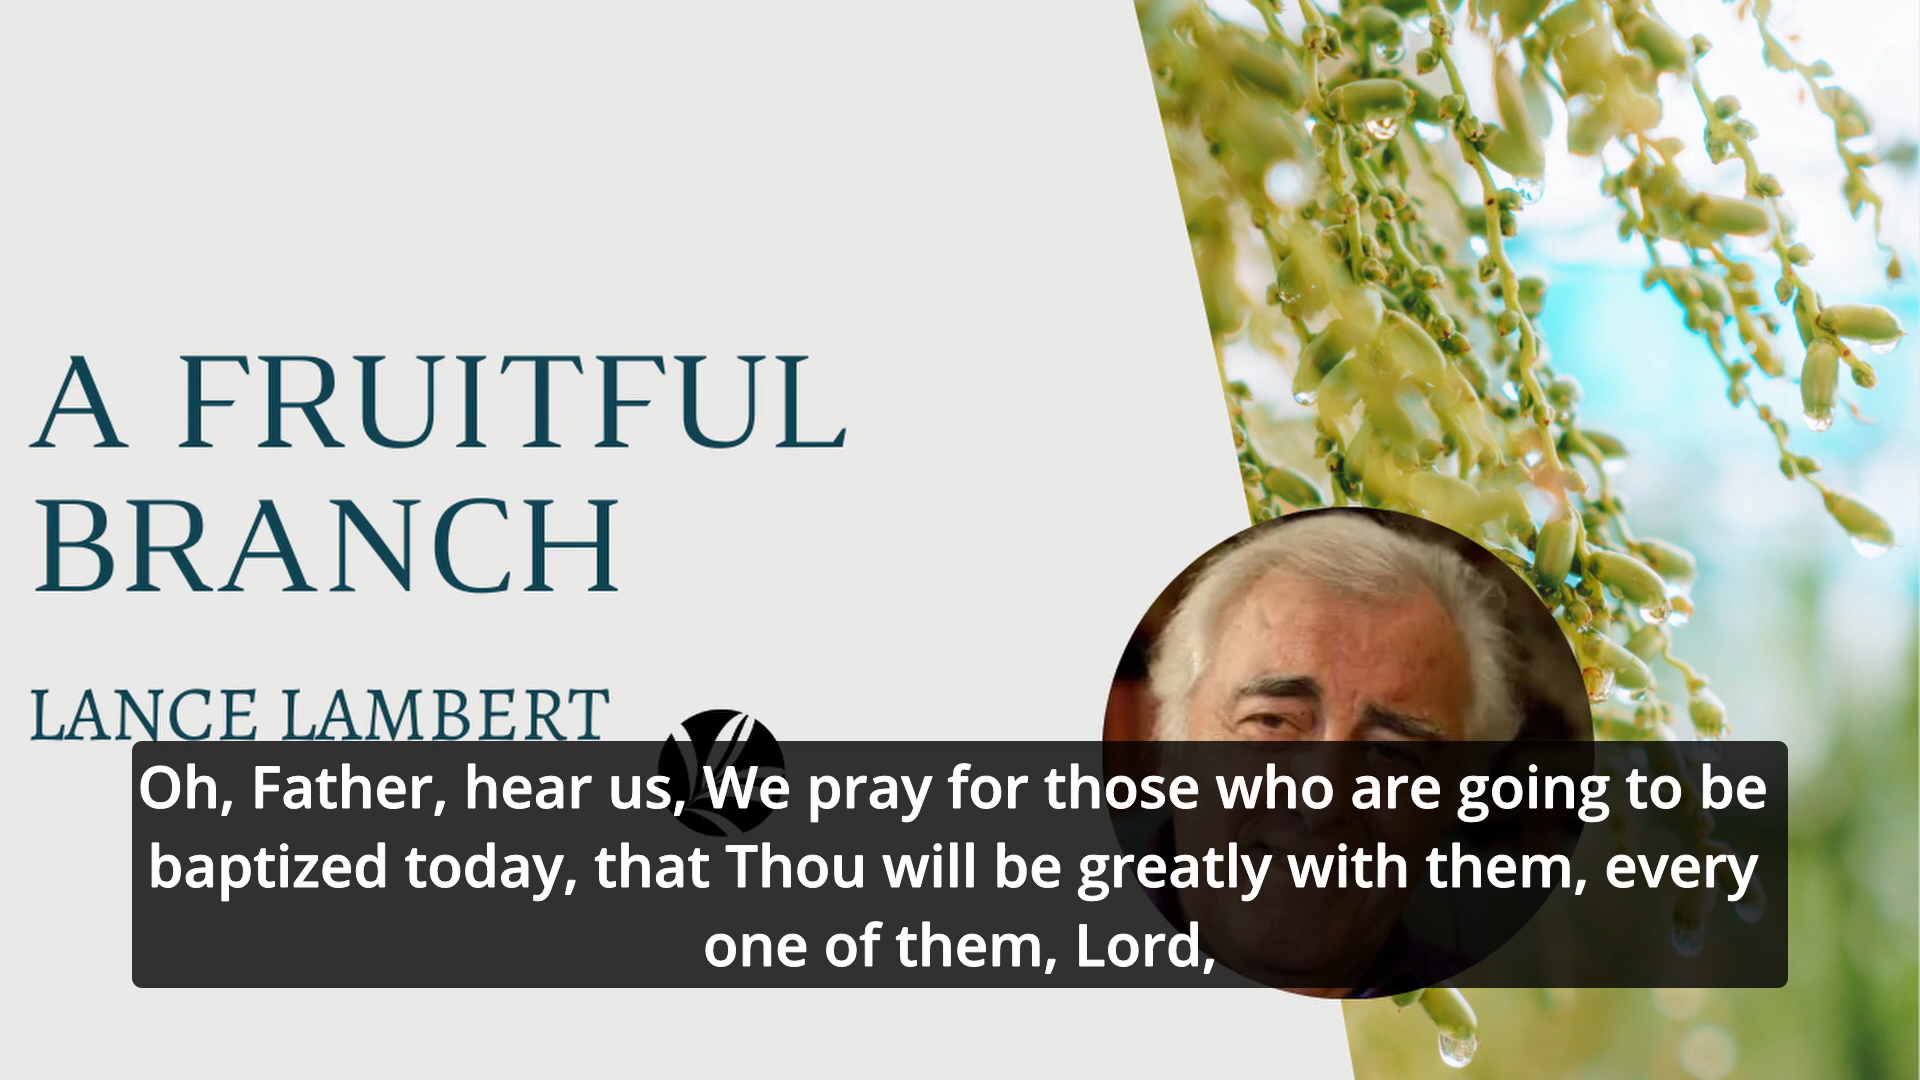 A FRUITFUL
BRANCH
LANCE LAMBERT
Oh, Father, hear us, We pray for those who are going to be
baptized today, that Thou will be greatly with them, every
one of them, Lord,